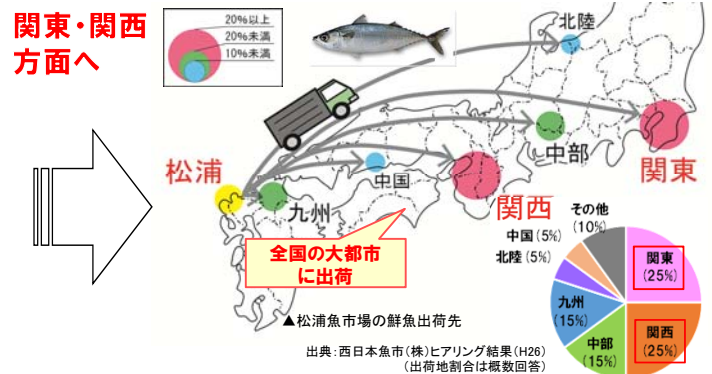 関東・関西
方面へ
20%以上
20%未満
10%未満
北陸
松浦
九州
中国
関西
中部
関東
全国の大都市
に出荷
▲松浦魚市場の鮮魚出荷先
その他
(10%)
中国(5%)
北陸(5%)
九州
(15%)
中部
(15%)
関東
(25%)
関西
(25%)
出典:西日本魚市(株)ヒアリング結果(H26)
(出荷地割合は概数回答)